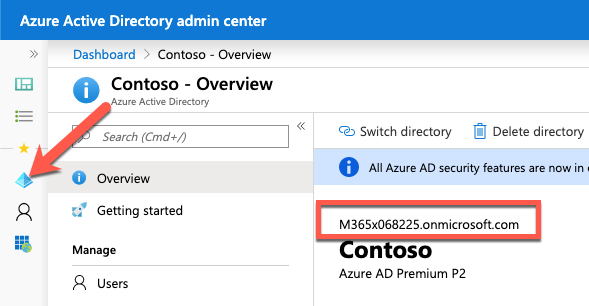 Azure Active Directory admin center
Dashboard > Contoso - Overview
Contoso - Overview
Azure Active Directory
Search (Cmd+/)
Overview
Getting started
Manage
Users
Switch directory
Delete directory
All Azure AD security features are now in
M365x068225.onmicrosoft.com
Contoso
Azure AD Premium P2